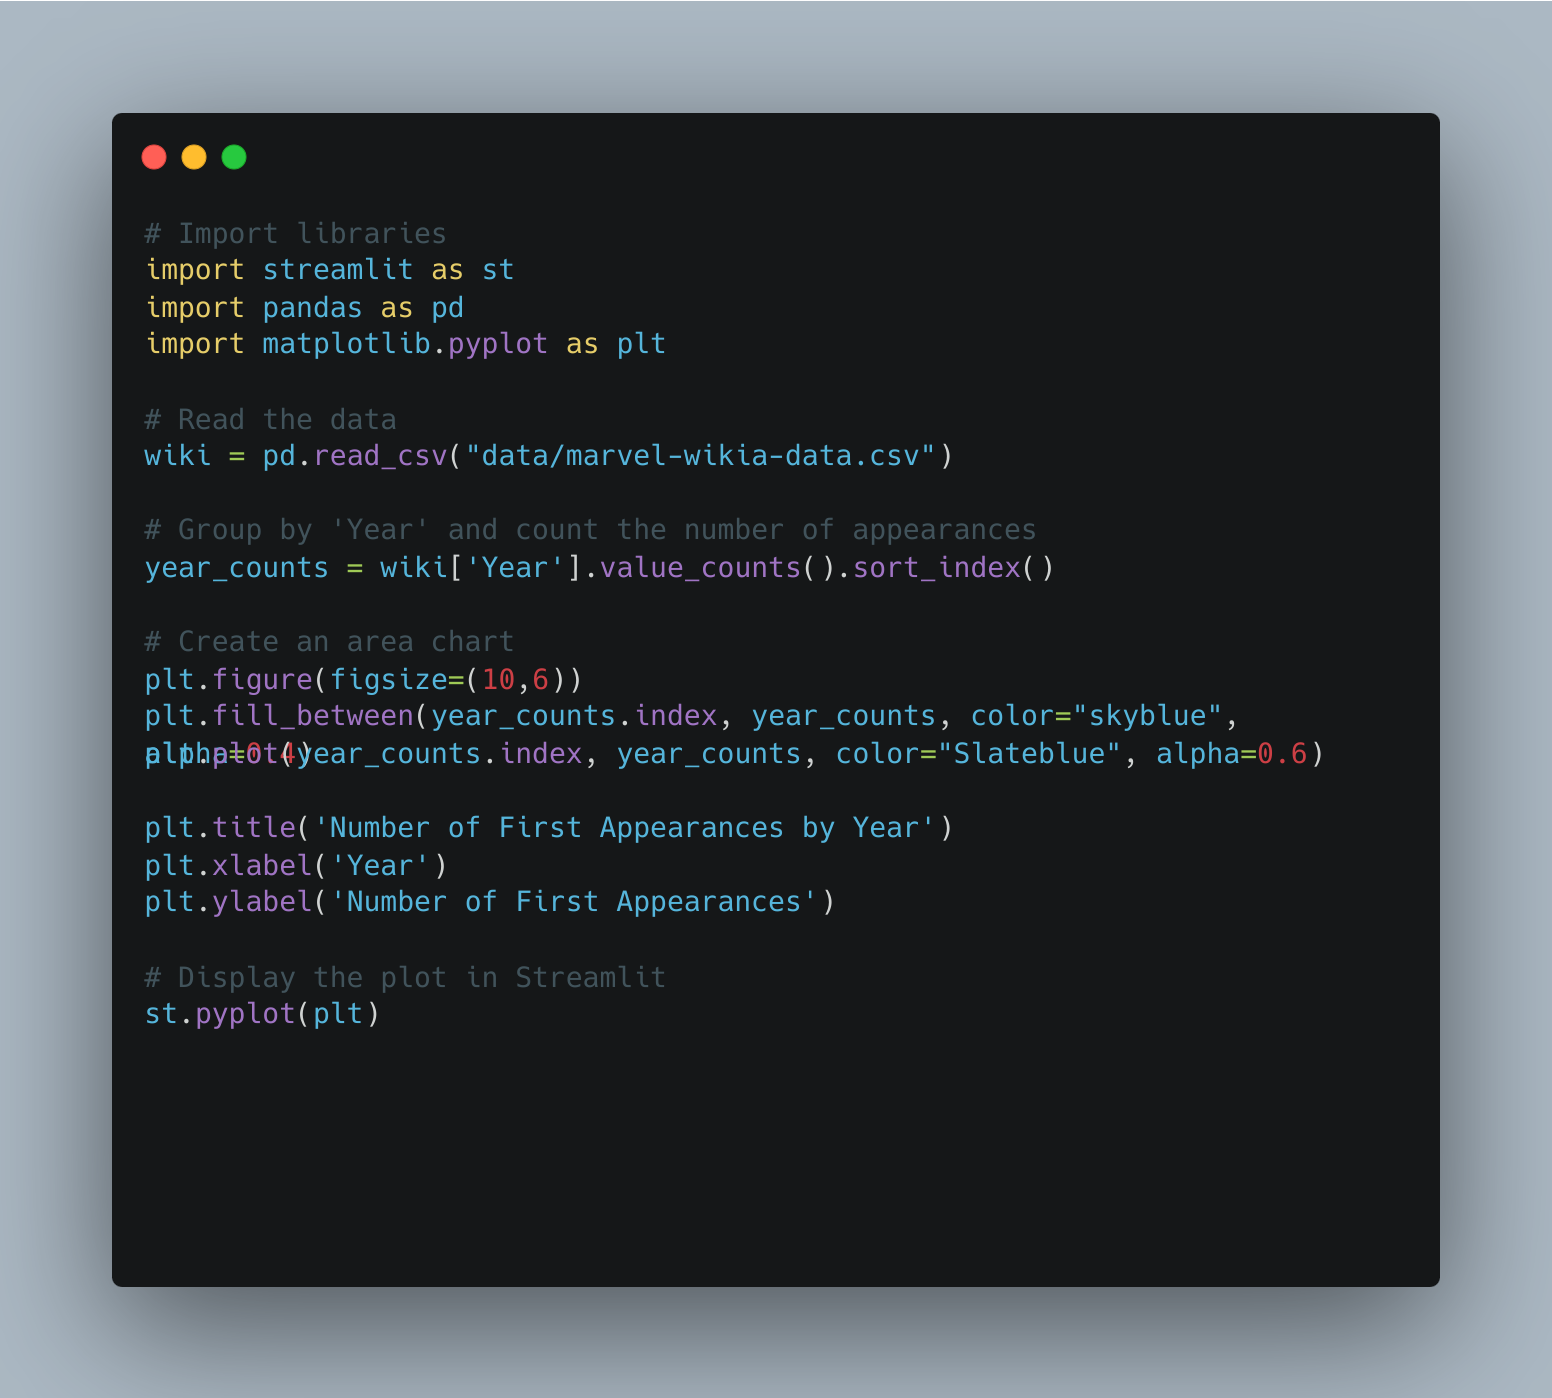 # Import libraries
import streamlit as st
import pandas as pd
import matplotlib.pyplot as plt
# Read the data
wiki = pd.read_csv("data/marvel-wikia-data.csv")
# Group by 'Year' and count the number of appearances
year_counts = wiki['Year'].value_counts().sort_index()
# Create an area chart
plt.figure(figsize=(10,6))
plt.fill_between(year_counts.index, year_counts, color="skyblue",
alpha=0.4)
plt.plot(year_counts.index, year_counts, color="Slateblue", alpha=0.6)
plt.title('Number of First Appearances by Year')
plt.xlabel('Year')
plt.ylabel('Number of First Appearances')
# Display the plot in Streamlit
st.pyplot(plt)